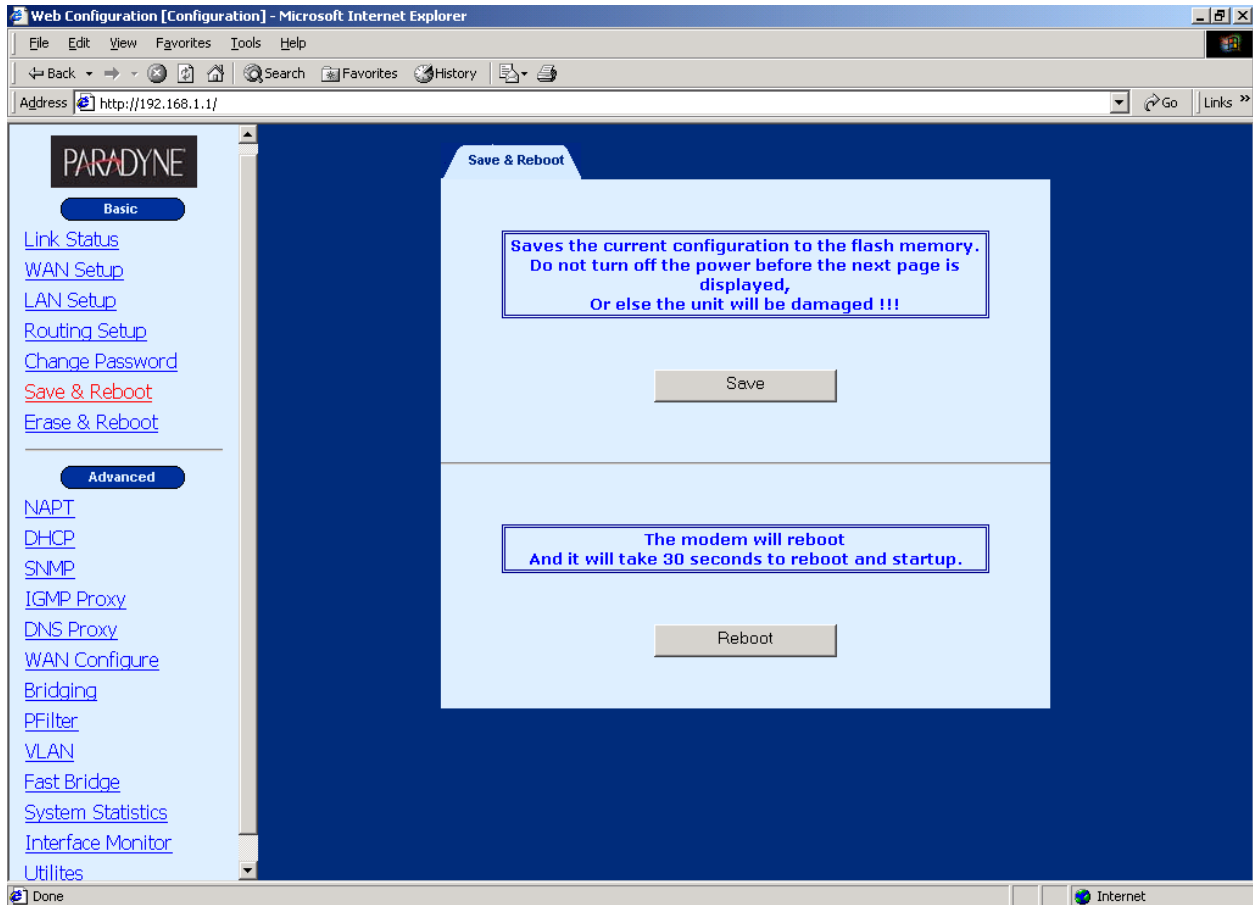 Web Configuration [Configuration] - Microsoft Internet Explorer
File Edit View Favorites Tools Help
Back Search Favorites History
Address http://192.168.1.1/ Go Links »
PARADYNE
Basic
Link Status
WAN Setup
LAN Setup
Routing Setup
Change Password
Save & Reboot
Erase & Reboot
Advanced
NAPT
DHCP
SNMP
IGMP Proxy
DNS Proxy
WAN Configure
Bridging
PFilter
VLAN
Fast Bridge
System Statistics
Interface Monitor
Utilites
Save & Reboot
Saves the current configuration to the flash memory.
Do not turn off the power before the next page is
displayed,
Or else the unit will be damaged !!!
Save
The modem will reboot
And it will take 30 seconds to reboot and startup.
Reboot
Done Internet